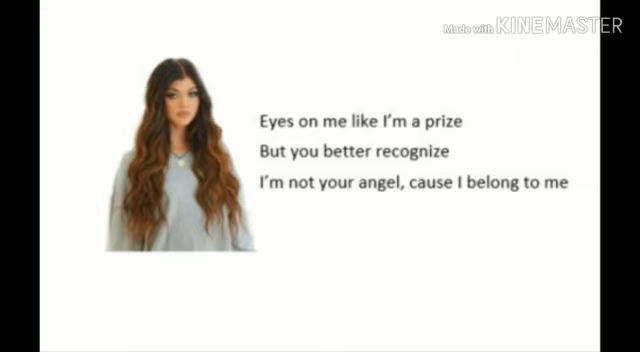 Made with KINEMASTER
Eyes on me like I'm a prize
But you better recognize
I'm not your angel, cause I belong to me